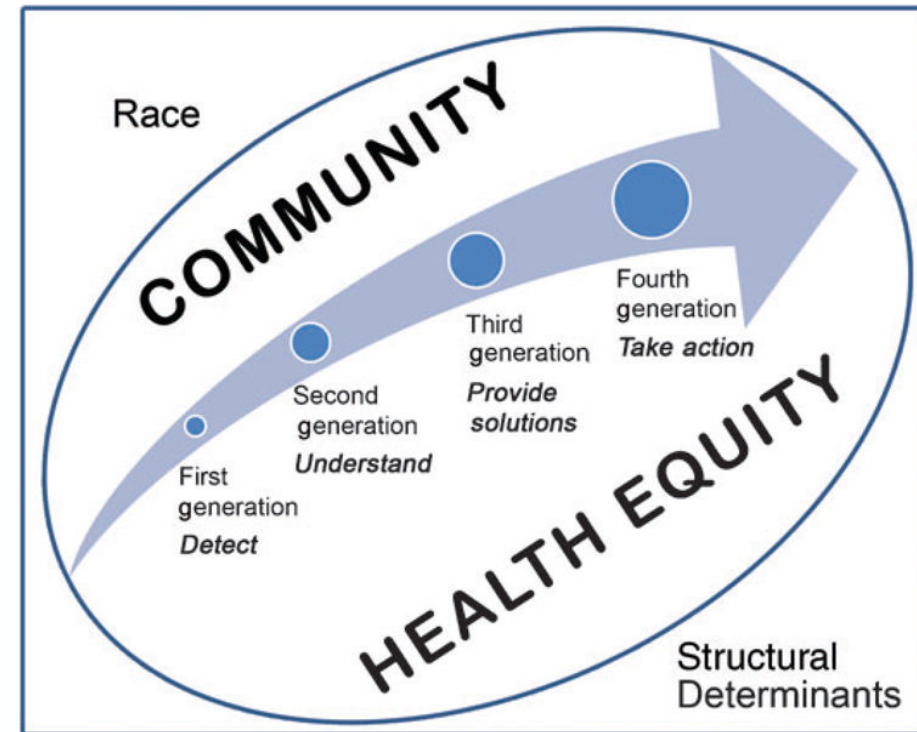 Race
COMMUNITY
First
generation
Detect
Second
generation
Understand
Third
generation
Provide
solutions
Fourth
generation
Take action
HEALTH EQUITY
Structural
Determinants